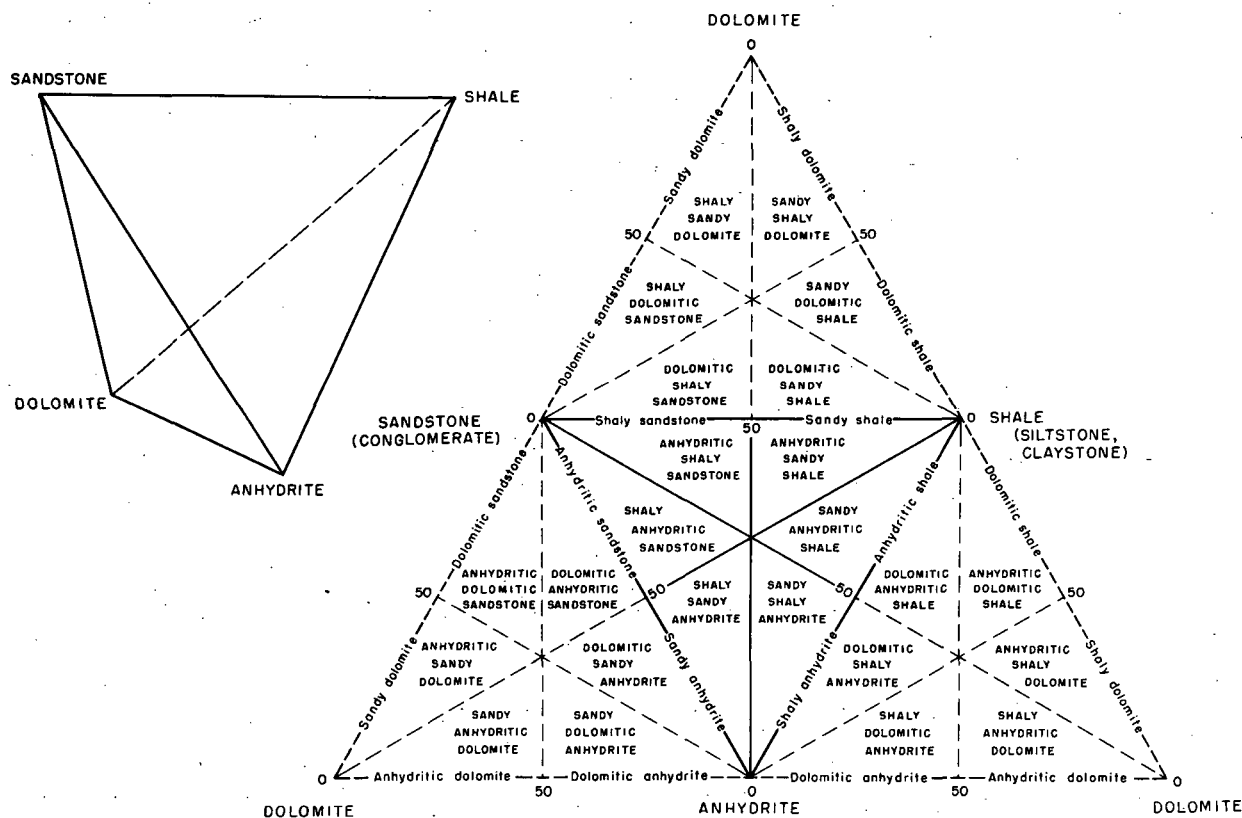 SANDSTONE
SHALE
DOLOMITE
ANHYDRITE
DOLOMITE
0
Sandy dolomite
Shaly dolomite
SHALY
SANDY
DOLOMITE
SANDY
SHALY
DOLOMITE
50
50
Dolomitic sandstone
Dolomitic shale
SHALY
DOLOMITIC
SANDSTONE
SANDY
DOLOMITIC
SHALE
DOLOMITIC
SHALY
SANDSTONE
DOLOMITIC
SANDY
SHALE
SANDSTONE
(CONGLOMERATE)
0
Shaly sandstone
50
Sandy shale
0
SHALE
(SILTSTONE,
CLAYSTONE)
ANHYDRITIC
SHALY
SANDSTONE
ANHYDRITIC
SANDY
SHALE
Dolomitic sandstone
Anhydritic sandstone
Anhydritic shale
Dolomitic shale
SHALY
ANHYDRITIC
SANDSTONE
SANDY
ANHYDRITIC
SHALE
50
ANHYDRITIC
DOLOMITIC
SANDSTONE
DOLOMITIC
ANHYDRITIC
SANDSTONE
50
SHALY
SANDY
ANHYDRITE
SANDY
SHALY
ANHYDRITE
50
DOLOMITIC
ANHYDRITIC
SHALE
ANHYDRITIC
DOLOMITIC
SHALE
50
Sandy dolomite
ANHYDRITIC
SANDY
DOLOMITE
DOLOMITIC
SANDY
ANHYDRITE
Sandy anhydrite
Shaly anhydrite
DOLOMITIC
SHALY
ANHYDRITE
ANHYDRITIC
SHALY
DOLOMITE
Shaly dolomite
SANDY
ANHYDRITIC
DOLOMITE
SANDY
DOLOMITIC
ANHYDRITE
SHALY
DOLOMITIC
ANHYDRITE
SHALY
ANHYDRITIC
DOLOMITE
0
Anhydritic dolomite
Dolomitic anhydrite
0
Dolomitic anhydrite
Anhydritic dolomite
0
50
50
DOLOMITE
ANHYDRITE
DOLOMITE